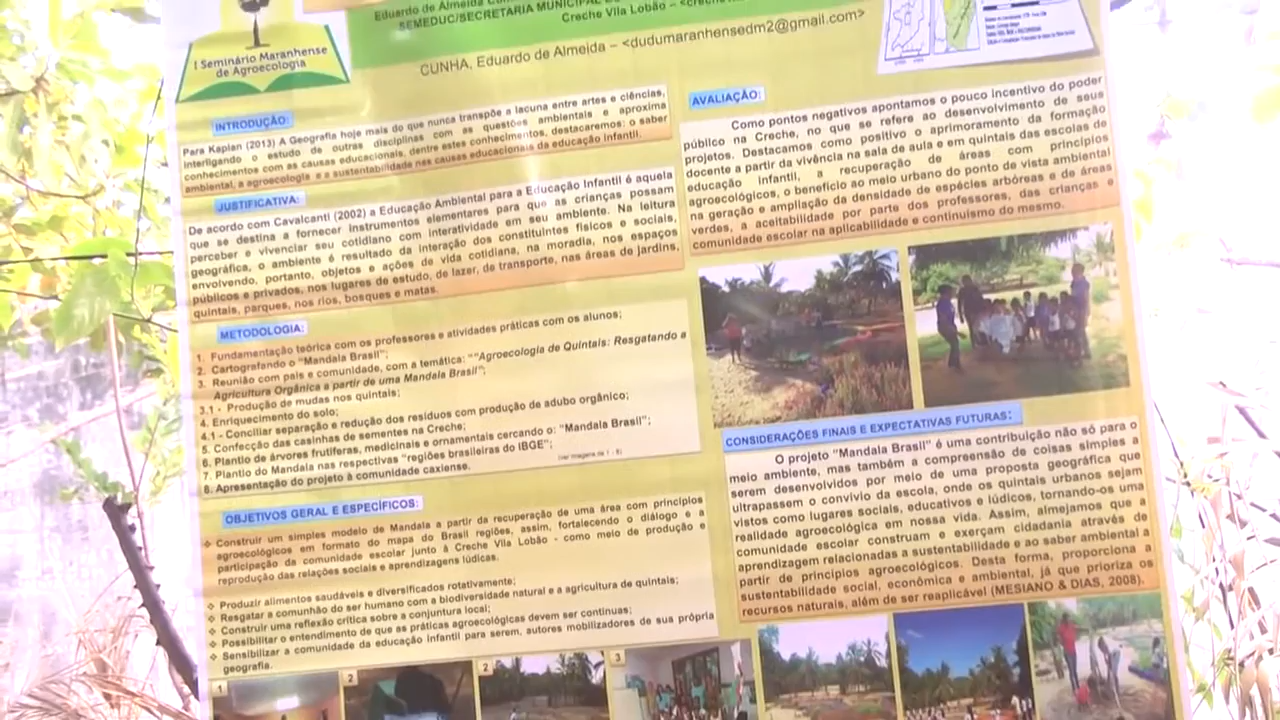 I Seminário Maranhense
de Agroecologia
Eduardo de Almeida
SEMEDUC/SECRETARIA MUNICIPAL
Creche Vila Lobão –
CUNHA, Eduardo de Almeida – <dudumaranhensedm2@gmail.com>
INTRODUÇÃO:
Para Kaplan (2013) A Geografia hoje mais do que nunca transpõe a lacuna entre artes e ciências,
interligando o estudo de outras disciplinas com as questões ambientais e aproxima
conhecimentos com as causas educacionais, dentre estes conhecimentos, destacaremos: o saber
ambiental, a agroecologia e a sustentabilidade nas causas educacionais da educação infantil.
JUSTIFICATIVA:
De acordo com Cavalcanti (2002) a Educação Ambiental para a Educação Infantil é aquela
que se destina a fornecer instrumentos elementares para que as crianças possam
perceber e vivenciar seu cotidiano com interatividade em seu ambiente. Na leitura
geográfica, o ambiente é resultado da interação dos constituintes físicos e sociais,
envolvendo, portanto, objetos e ações de vida cotidiana, na moradia, nos espaços
públicos e privados, nos lugares de estudo, de lazer, de transporte, nas áreas de jardins,
quintais, parques, nos rios, bosques e matas.
METODOLOGIA:
1. Fundamentação teórica com os professores e atividades práticas com os alunos;
2. Cartografando o “Mandala Brasil”;
3. Reunião com pais e comunidade, com a temática: ““Agroecologia de Quintais: Resgatando a
Agricultura Orgânica a partir de uma Mandala Brasil”;
3.1 - Produção de mudas nos quintais;
4. Enriquecimento do solo;
4.1 - Conciliar separação e redução dos resíduos com produção de adubo orgânico;
5. Confecção das casinhas de sementes na Creche;
6. Plantio de árvores frutíferas, medicinais e ornamentais cercando o: “Mandala Brasil”;
7. Plantio do Mandala nas respectivas “regiões brasileiras do IBGE”;
8. Apresentação do projeto à comunidade caxiense.
(ver imagens de 1 - 8)
OBJETIVOS GERAL E ESPECÍFICOS:
❖ Construir um simples modelo de Mandala a partir da recuperação de uma área com princípios
agroecológicos em formato do mapa do Brasil regiões, assim, fortalecendo o diálogo e a
participação da comunidade escolar junto à Creche Vila Lobão - como meio de produção e
reprodução das relações sociais e aprendizagens lúdicas.
❖ Produzir alimentos saudáveis e diversificados rotativamente;
❖ Resgatar a comunhão do ser humano com a biodiversidade natural e a agricultura de quintais;
❖ Construir uma reflexão crítica sobre a conjuntura local;
❖ Possibilitar o entendimento de que as práticas agroecológicas devem ser contínuas;
❖ Sensibilizar a comunidade da educação infantil para serem, autores mobilizadores de sua própria
geografia.
1
2
2
3
AVALIAÇÃO:
Como pontos negativos apontamos o pouco incentivo do poder
público na Creche, no que se refere ao desenvolvimento de seus
projetos. Destacamos como positivo o aprimoramento da formação
docente a partir da vivência na sala de aula e em quintais das escolas de
educação infantil, a recuperação de áreas com princípios
agroecológicos, o benefício ao meio urbano do ponto de vista ambiental
na geração e ampliação da densidade de espécies arbóreas e de áreas
verdes, a aceitabilidade por parte dos professores, das crianças e
comunidade escolar na aplicabilidade e continuísmo do mesmo.
CONSIDERAÇÕES FINAIS E EXPECTATIVAS FUTURAS:
O projeto “Mandala Brasil” é uma contribuição não só para o
meio ambiente, mas também a compreensão de coisas simples a
serem desenvolvidos por meio de uma proposta geográfica que
ultrapassem o convívio da escola, onde os quintais urbanos sejam
vistos como lugares sociais, educativos e lúdicos, tornando-os uma
realidade agroecológica em nossa vida. Assim, almejamos que a
comunidade escolar construam e exerçam cidadania através de
aprendizagem relacionadas a sustentabilidade e ao saber ambiental a
partir de princípios agroecológicos. Desta forma, proporciona a
sustentabilidade social, econômica e ambiental, já que prioriza os
recursos naturais, além de ser reaplicável (MESIANO & DIAS, 2008).